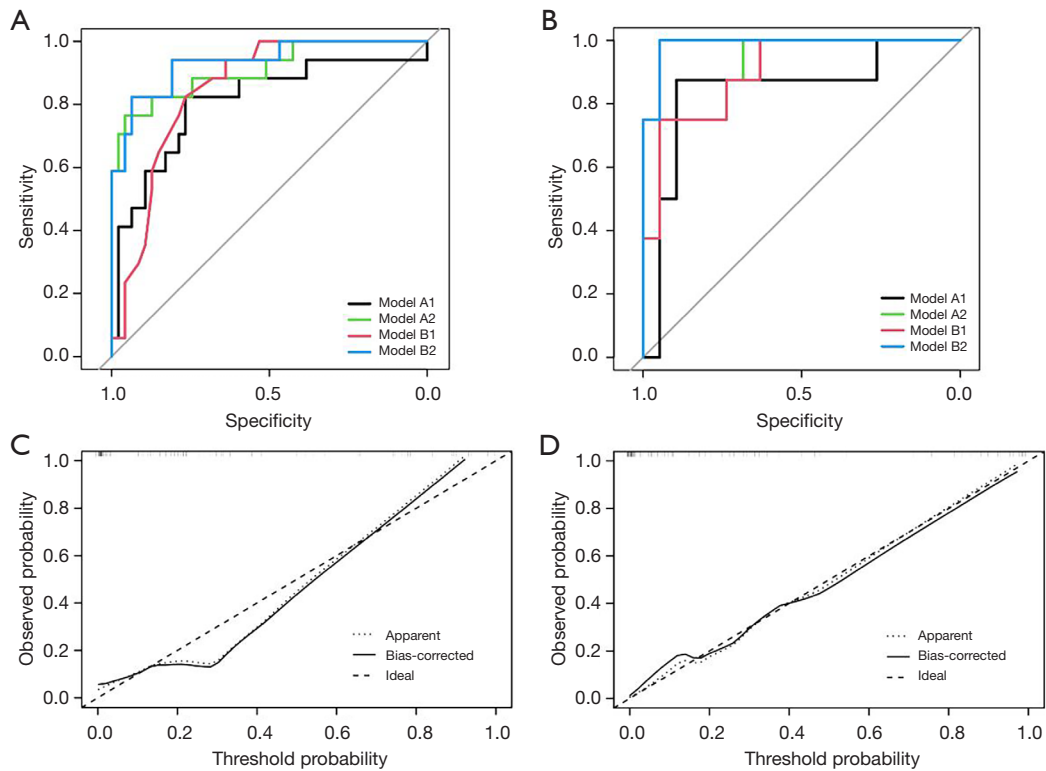 A
Sensitivity
1.0
0.8
0.6
0.4
0.2
0.0
Model A1
Model A2
Model B1
Model B2
1.0 0.5 0.0
Specificity
B
Sensitivity
1.0
0.8
0.6
0.4
0.2
0.0
Model A1
Model A2
Model B1
Model B2
1.0 0.5 0.0
Specificity
C
Observed probability
1.0
0.8
0.6
0.4
0.2
0.0
Apparent
Bias-corrected
Ideal
0.0 0.2 0.4 0.6 0.8 1.0
Threshold probability
D
Observed probability
1.0
0.8
0.6
0.4
0.2
0.0
Apparent
Bias-corrected
Ideal
0.0 0.2 0.4 0.6 0.8 1.0
Threshold probability